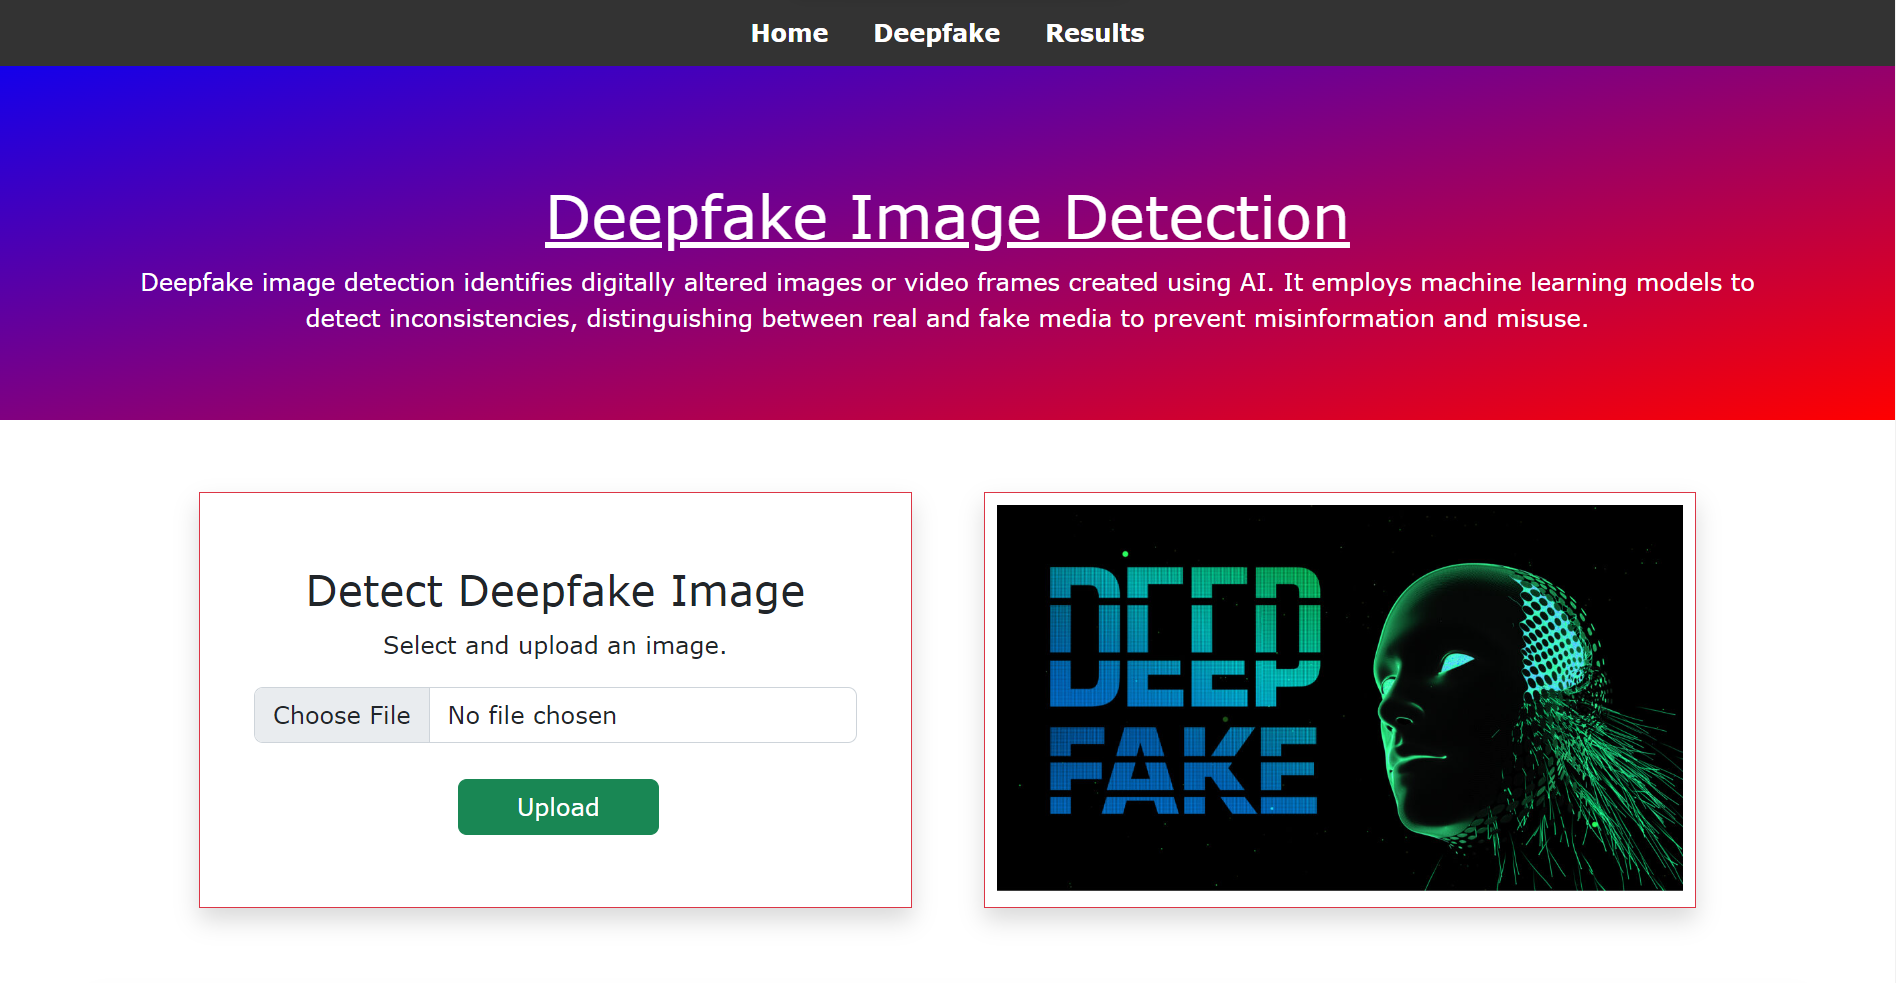 Home Deepfake Results
Deepfake Image Detection
Deepfake image detection identifies digitally altered images or video frames created using AI. It employs machine learning models to
detect inconsistencies, distinguishing between real and fake media to prevent misinformation and misuse.
Detect Deepfake Image
Select and upload an image.
Choose File No file chosen
Upload
DEEP
DEEP
FAKE